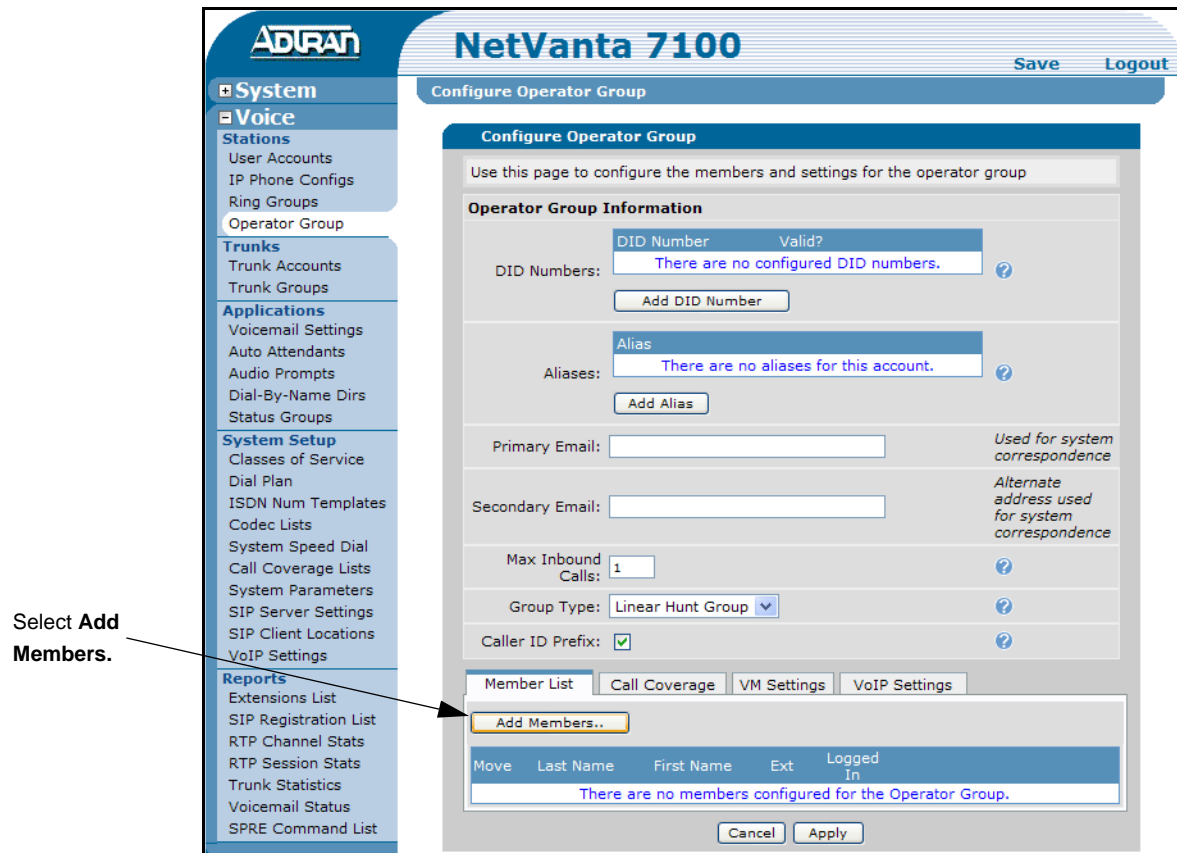 ADTRAN
NetVanta 7100
Save Logout
System
Voice
Stations
User Accounts
IP Phone Configs
Ring Groups
Operator Group
Trunks
Trunk Accounts
Trunk Groups
Applications
Voicemail Settings
Auto Attendants
Audio Prompts
Dial-By-Name Dirs
Status Groups
System Setup
Classes of Service
Dial Plan
ISDN Num Templates
Codec Lists
System Speed Dial
Call Coverage Lists
System Parameters
SIP Server Settings
SIP Client Locations
VoIP Settings
Reports
Extensions List
SIP Registration List
RTP Channel Stats
RTP Session Stats
Trunk Statistics
Voicemail Status
SPRE Command List
Select Add
Members.
Configure Operator Group
Configure Operator Group
Use this page to configure the members and settings for the operator group
Operator Group Information
DID Numbers:
DID Number Valid?
There are no configured DID numbers.
?
Add DID Number
Aliases:
Alias
There are no aliases for this account.
?
Add Alias
Primary Email:
Used for system
correspondence
Secondary Email:
Alternate
address used
for system
correspondence
Max Inbound
Calls:
1
?
Group Type: Linear Hunt Group ?
Caller ID Prefix: ?
Member List Call Coverage VM Settings VoIP Settings
Add Members..
Move Last Name First Name Ext Logged
In
There are no members configured for the Operator Group.
Cancel Apply